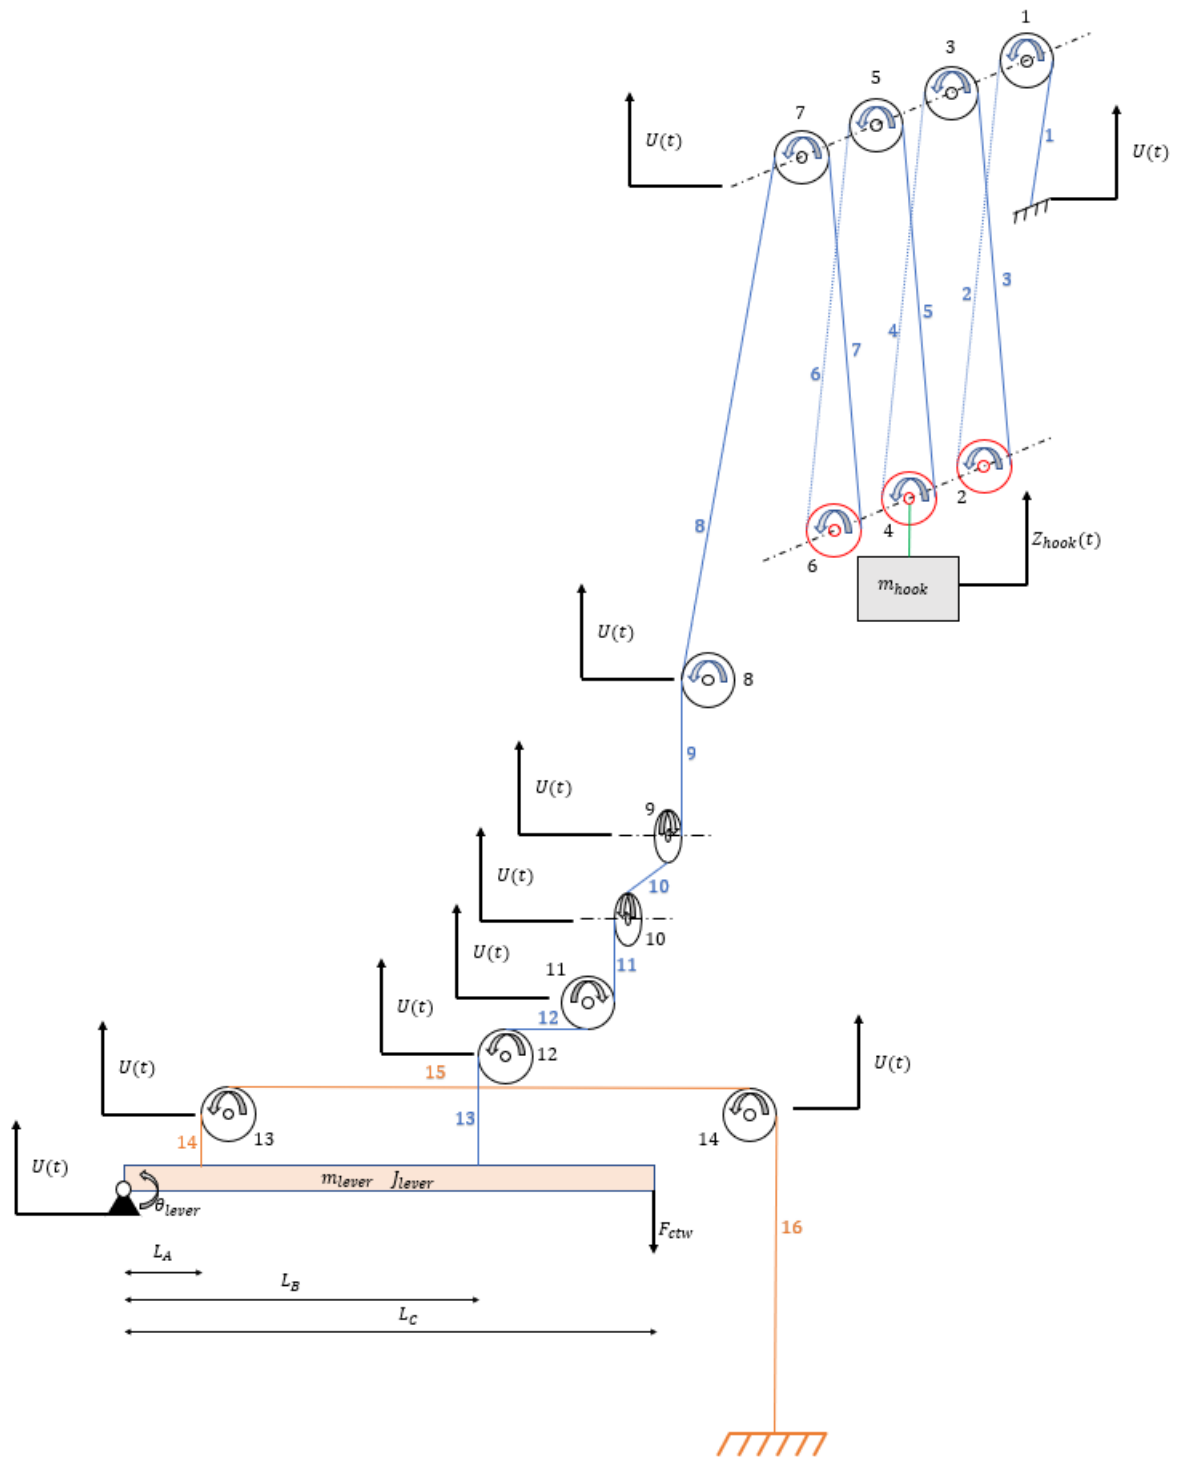 1
3
5
7
U(t)
1
U(t)
2
3
4
5
6
7
8
2
4
6
Z_hook(t)
m_hook
U(t)
8
9
U(t)
9
U(t)
10
10
U(t)
11
11
U(t)
12
12
U(t)
15
U(t)
13
13
14
14
U(t)
m_lever J_lever
θ_lever
F_ctw
16
L_A
L_B
L_C